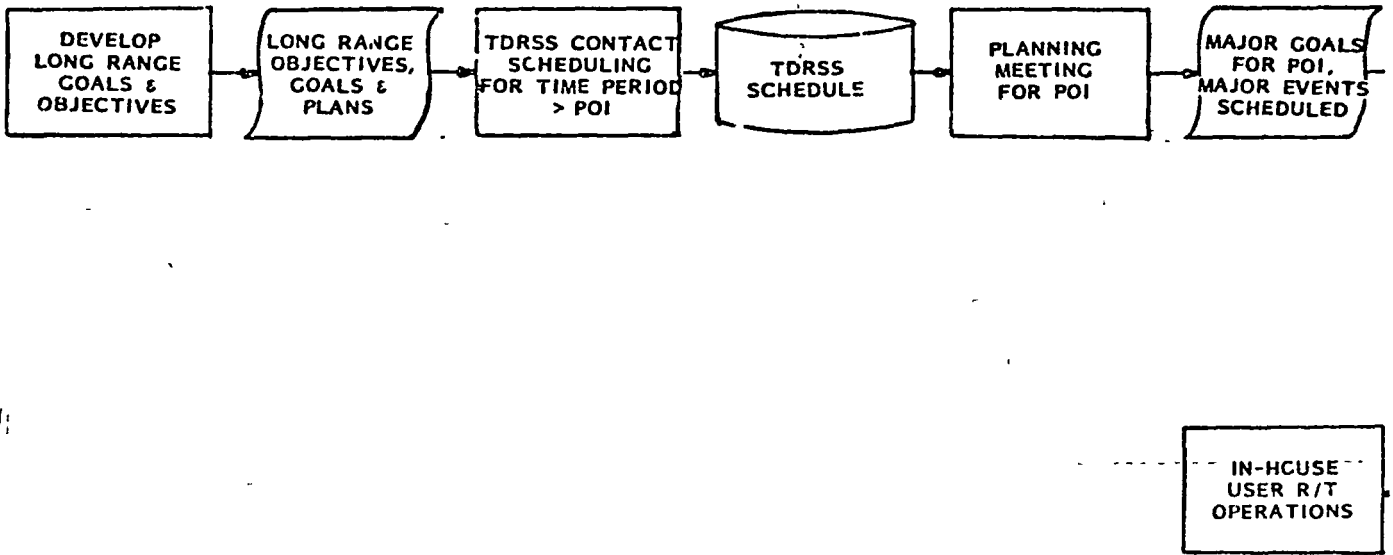 DEVELOP
LONG RANGE
GOALS &
OBJECTIVES
LONG RANGE
OBJECTIVES,
GOALS &
PLANS
TDRSS CONTACT
SCHEDULING
FOR TIME PERIOD
> POI
TDRSS
SCHEDULE
PLANNING
MEETING
FOR POI
MAJOR GOALS
FOR POI,
MAJOR EVENTS
SCHEDULED
IN-HCUSE
USER R/T
OPERATIONS